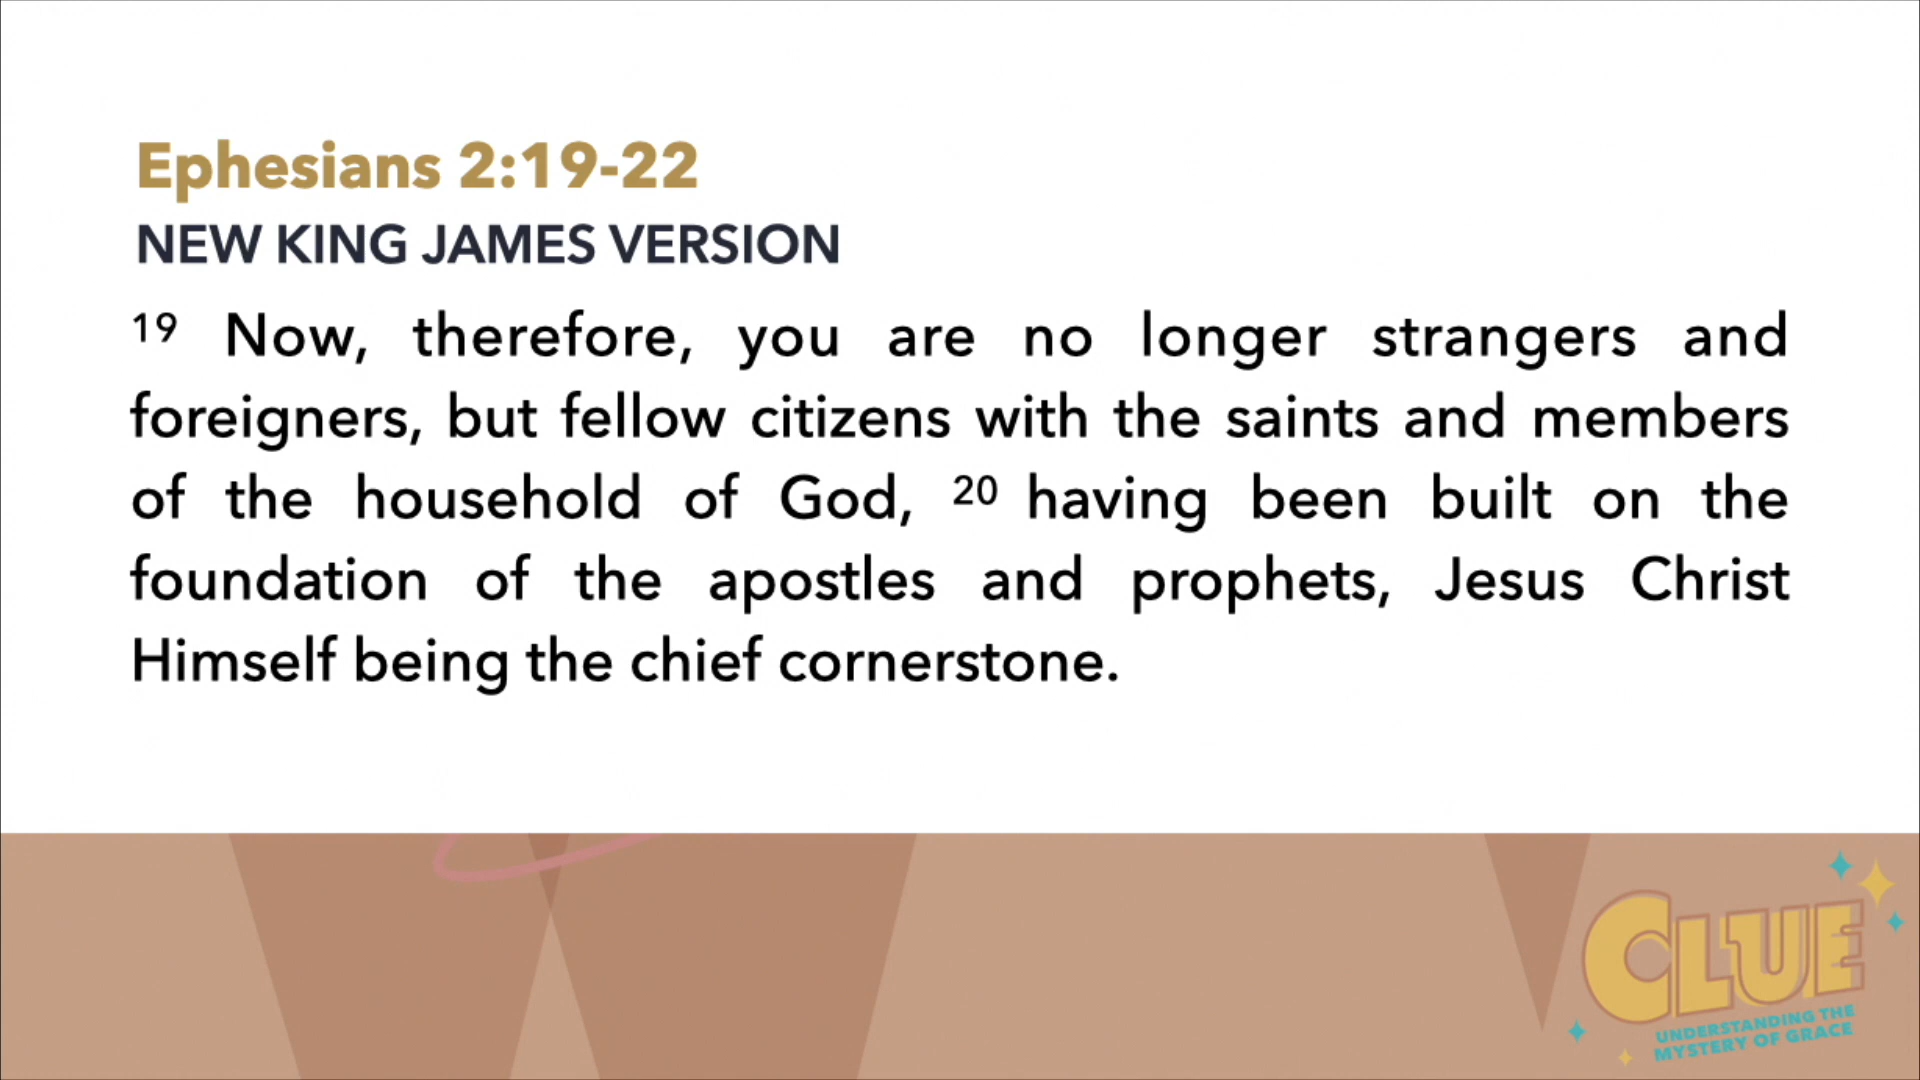 Ephesians 2:19-22
NEW KING JAMES VERSION
19 Now, therefore, you are no longer strangers and
foreigners, but fellow citizens with the saints and members
of the household of God, 20 having been built on the
foundation of the apostles and prophets, Jesus Christ
Himself being the chief cornerstone.
CLUE
UNDERSTANDING THE
MYSTERY OF GRACE